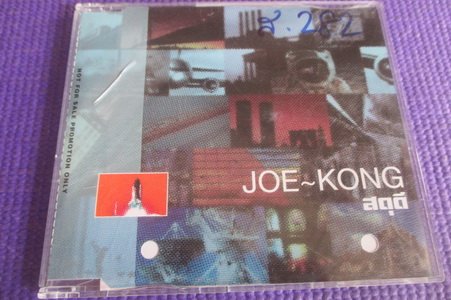 ส. 282
NOT FOR SALE PROMOTION ONLY
JOE~KONG
สดุดี